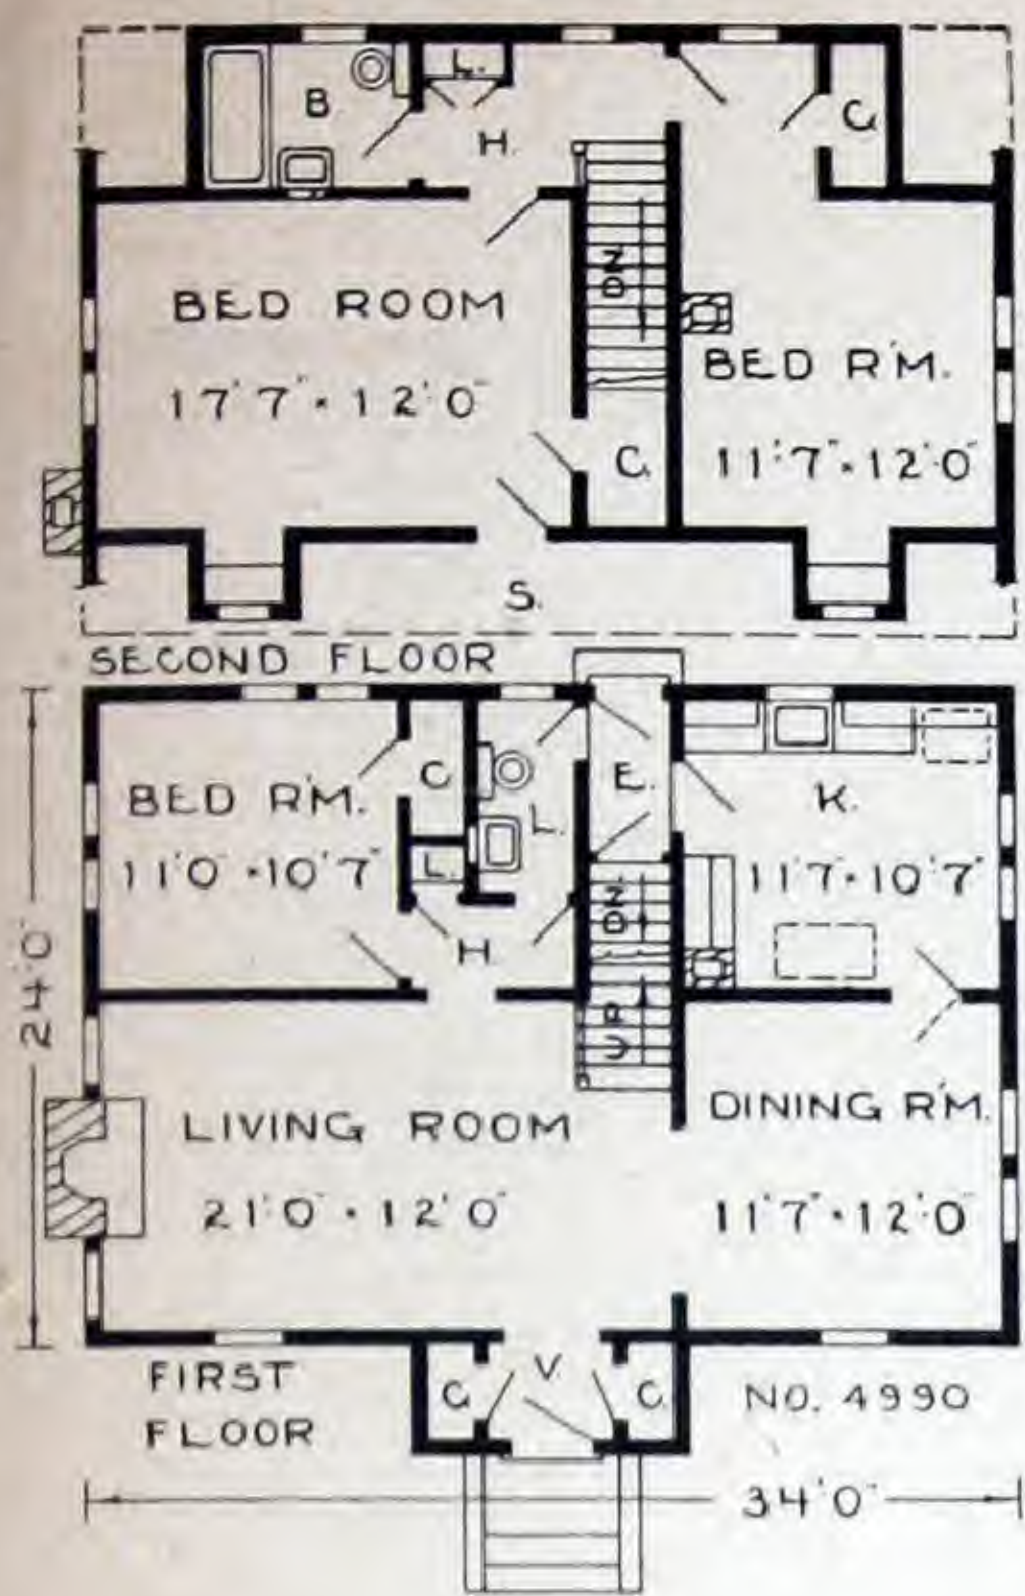 B.
L.
H.
C.
BED ROOM
17'7" × 12'0"
DN.
BED R'M.
11'7" × 12'0"
C.
S.
SECOND FLOOR
BED R'M.
11'0" × 10'7"
C.
L.
L.
H.
E.
DN.
UP
K.
11'7" × 10'7"
24'0"
LIVING ROOM
21'0" × 12'0"
DINING R'M.
11'7" × 12'0"
FIRST
FLOOR
C.
V.
C.
NO. 4990
34'0"